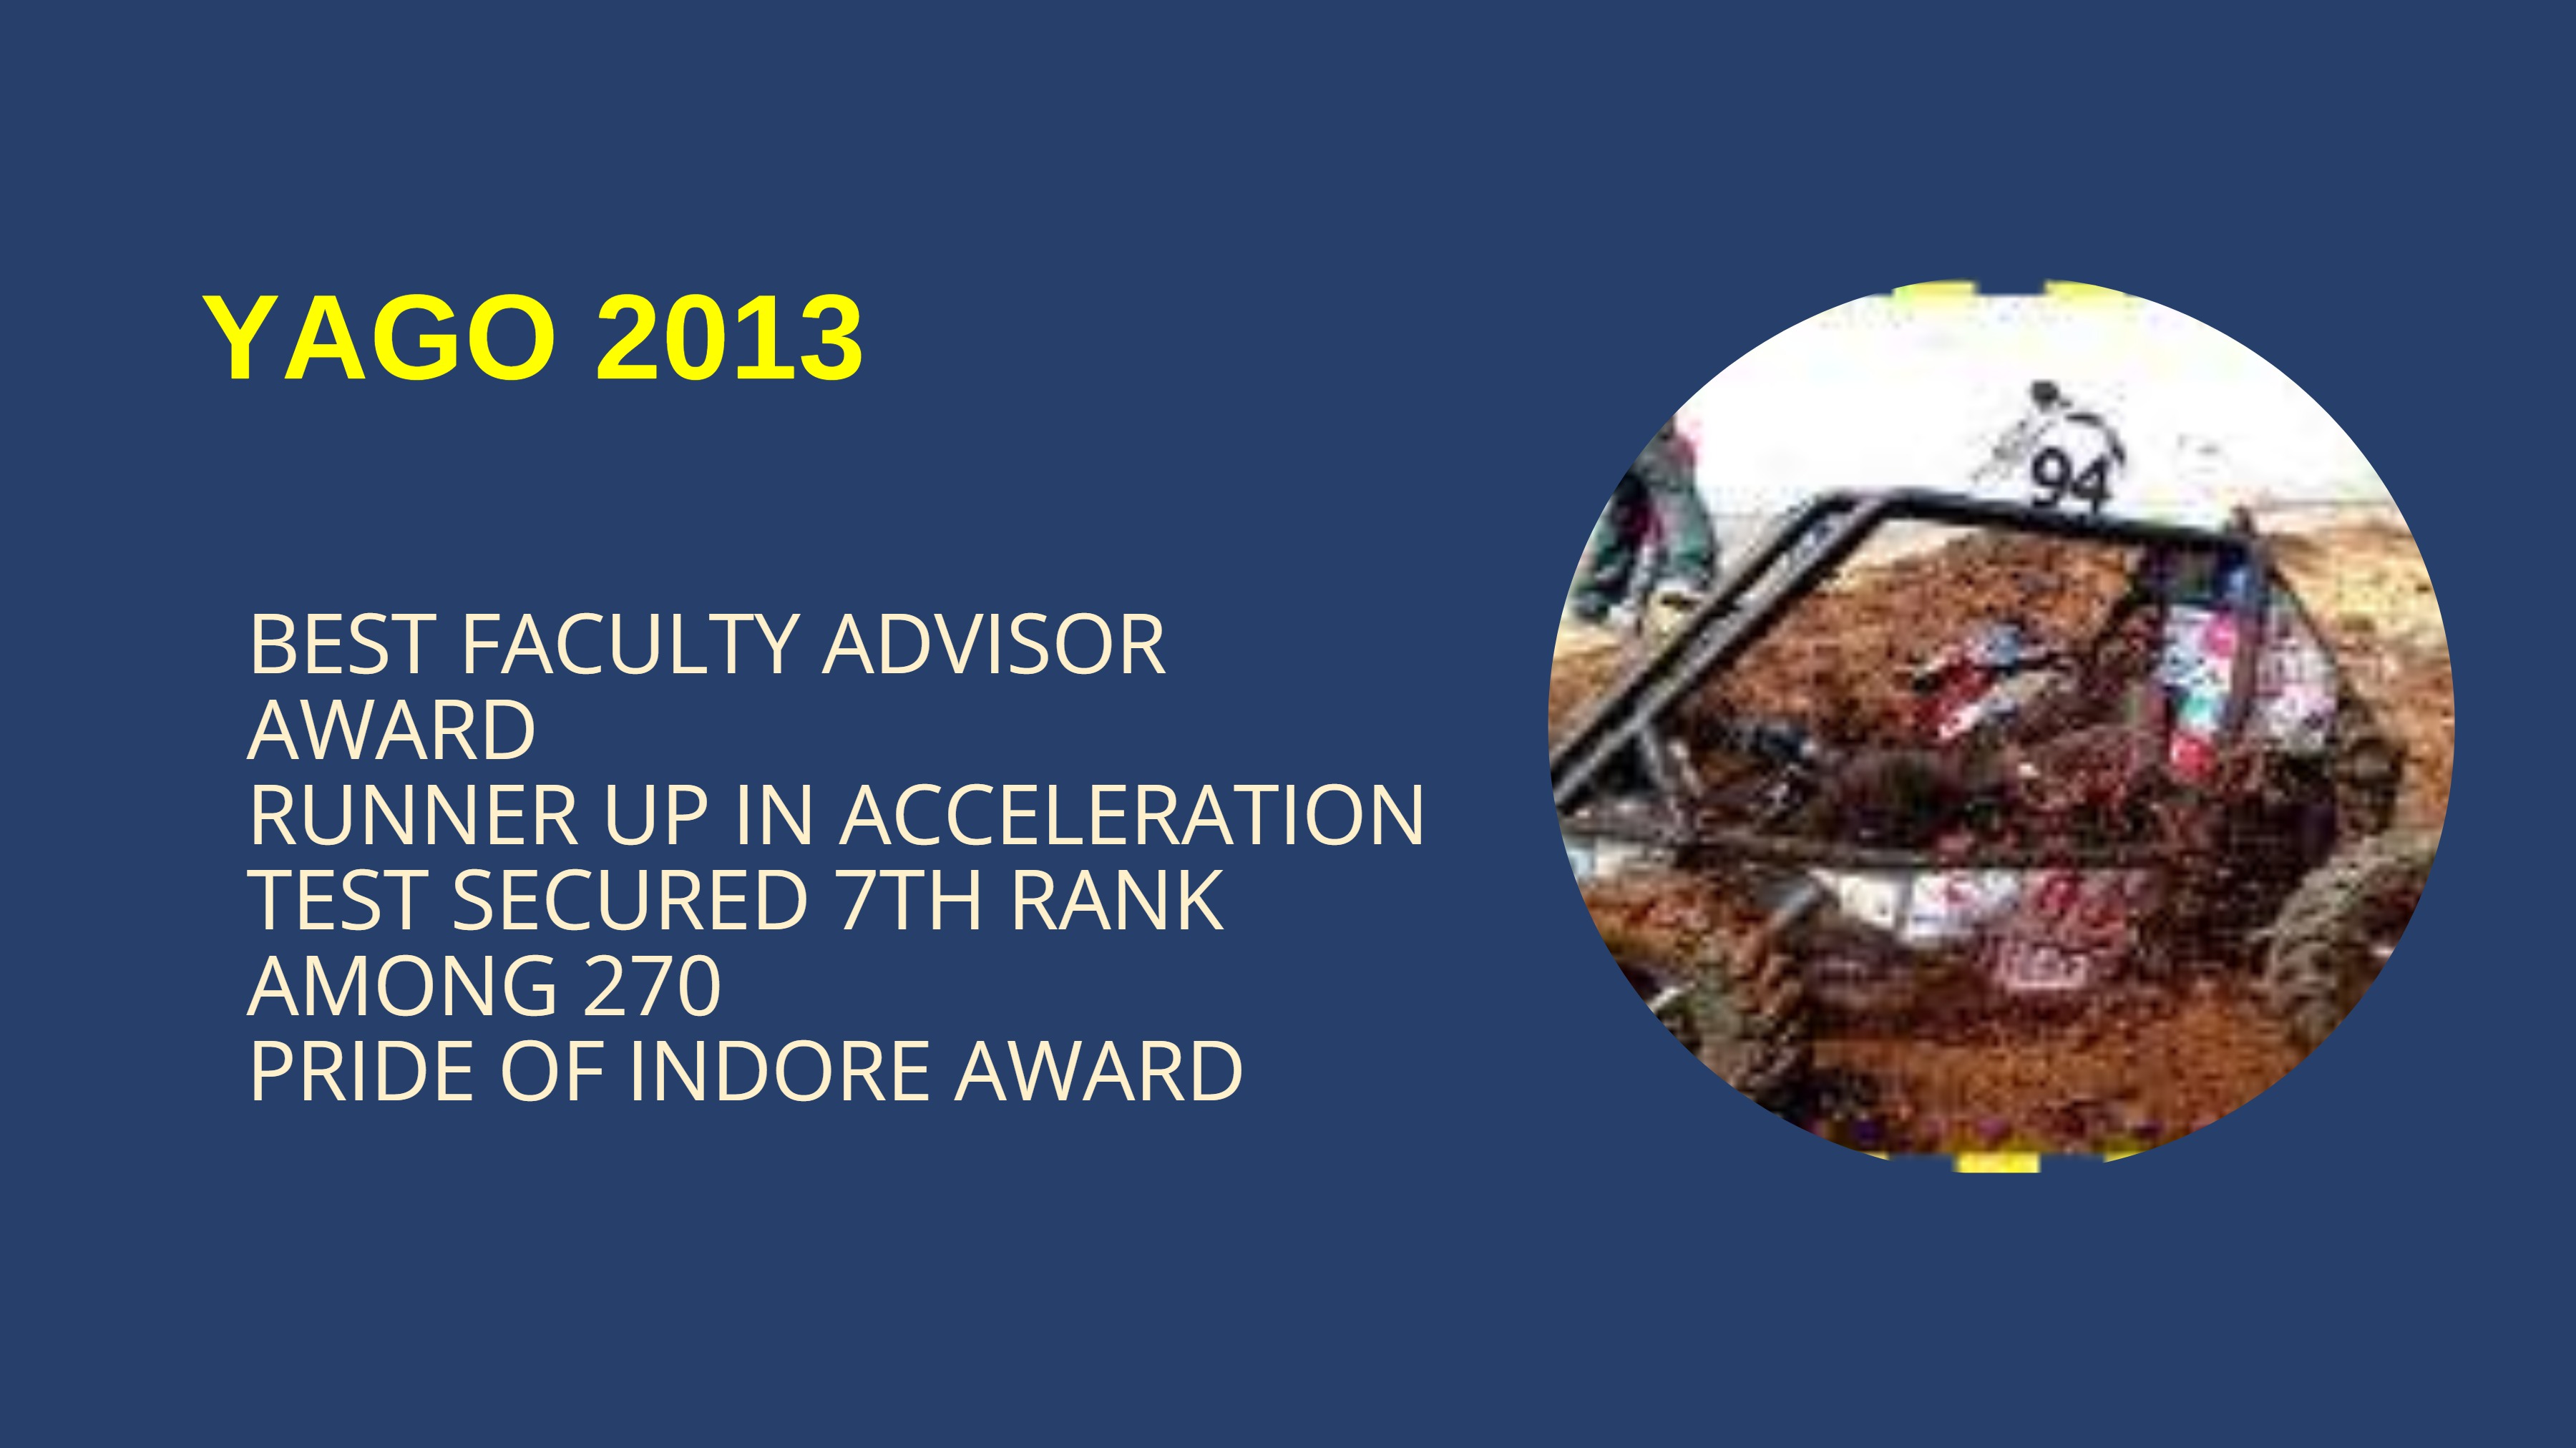 YAGO 2013
94
BEST FACULTY ADVISOR
AWARD
RUNNER UP IN ACCELERATION
TEST SECURED 7TH RANK
AMONG 270
PRIDE OF INDORE AWARD